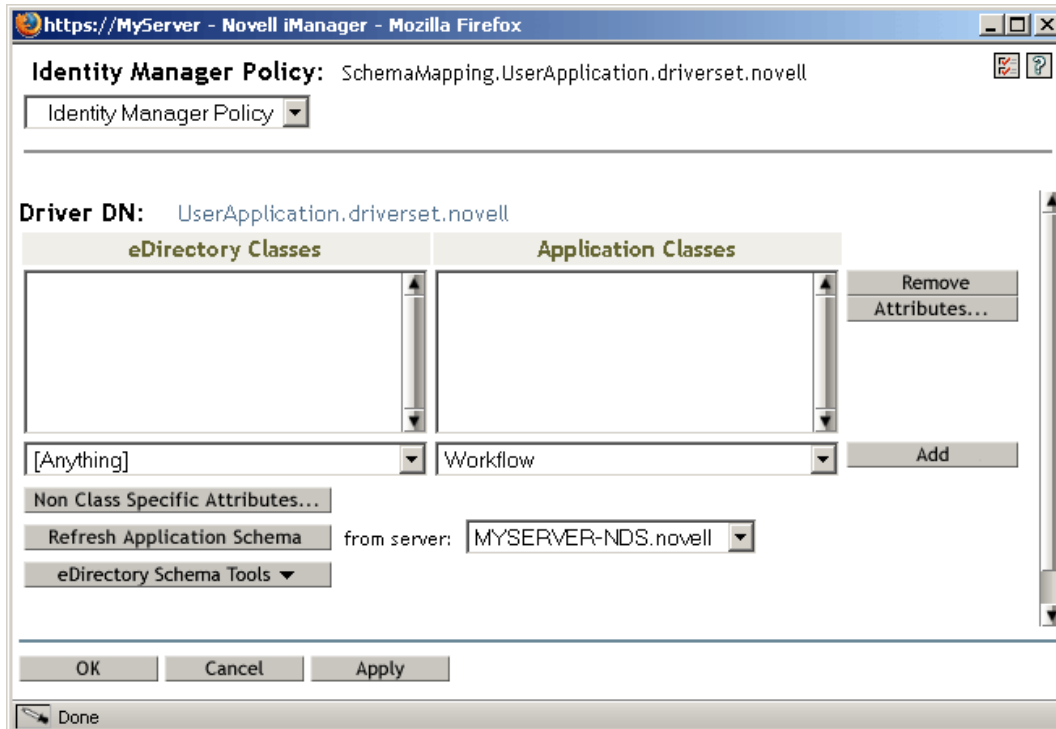 https://MyServer - Novell iManager - Mozilla Firefox
Identity Manager Policy: SchemaMapping.UserApplication.driverset.novell
Identity Manager Policy
Driver DN: UserApplication.driverset.novell
eDirectory Classes Application Classes
Remove
Attributes...
[Anything] Workflow Add
Non Class Specific Attributes...
Refresh Application Schema from server: MYSERVER-NDS.novell
eDirectory Schema Tools
OK Cancel Apply
Done